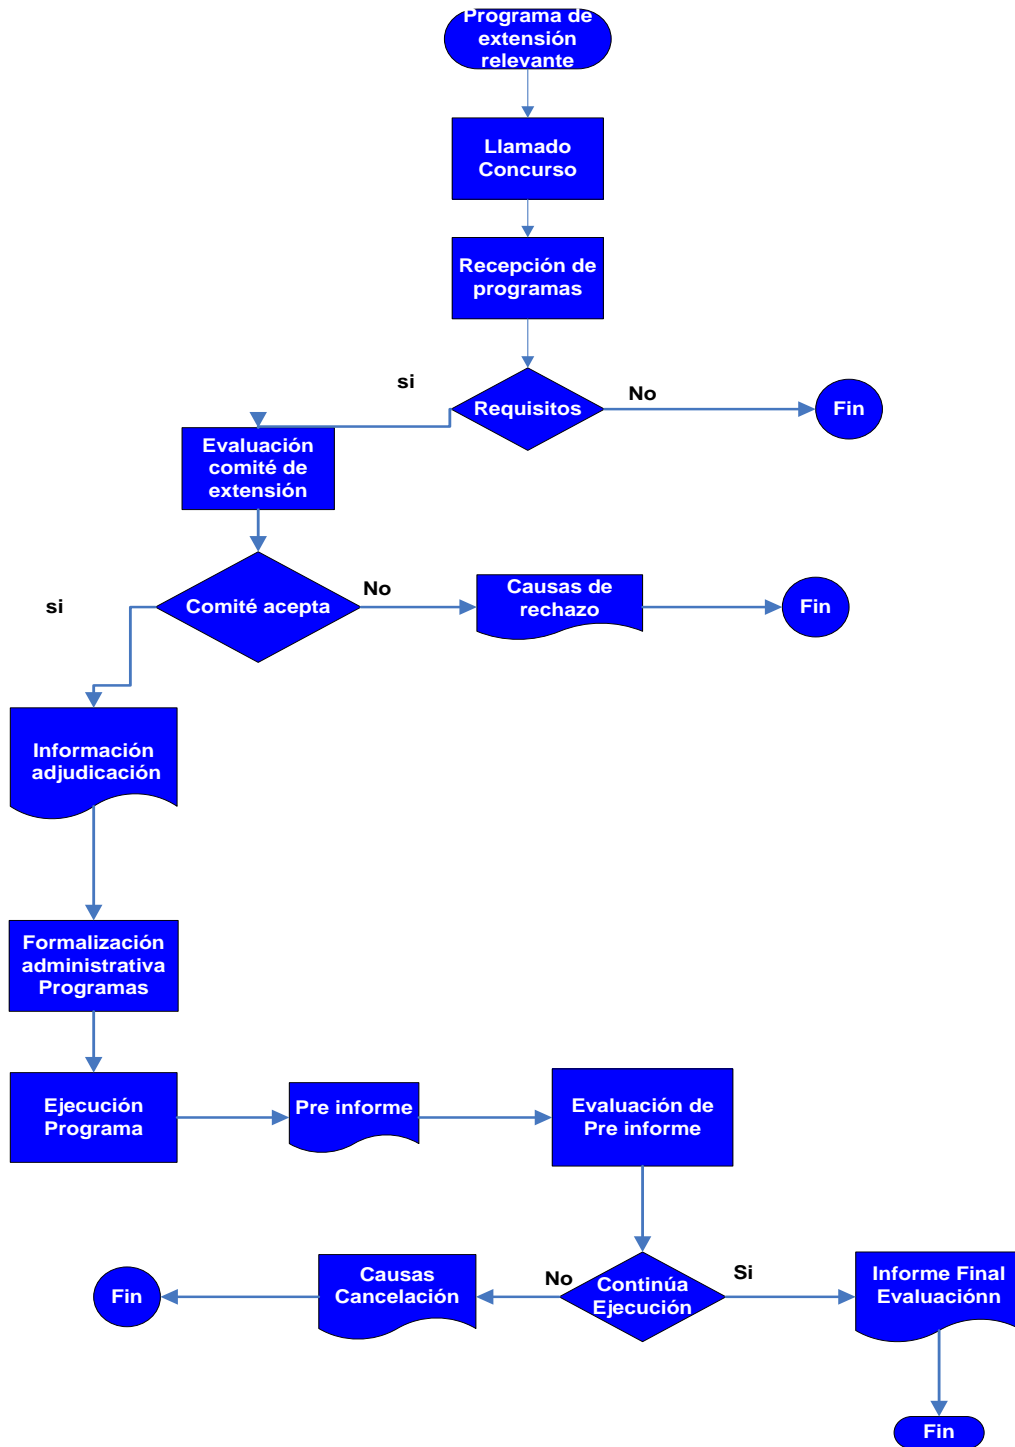 Programa de
extensión
relevante
Llamado
Concurso
Recepción de
programas
si
Requisitos
No
Fin
Evaluación
comité de
extensión
si
Comité acepta
No
Causas de
rechazo
Fin
Información
adjudicación
Formalización
administrativa
Programas
Ejecución
Programa
Pre informe
Evaluación de
Pre informe
Fin
Causas
Cancelación
No
Continúa
Ejecución
Si
Informe Final
Evaluaciónn
Fin